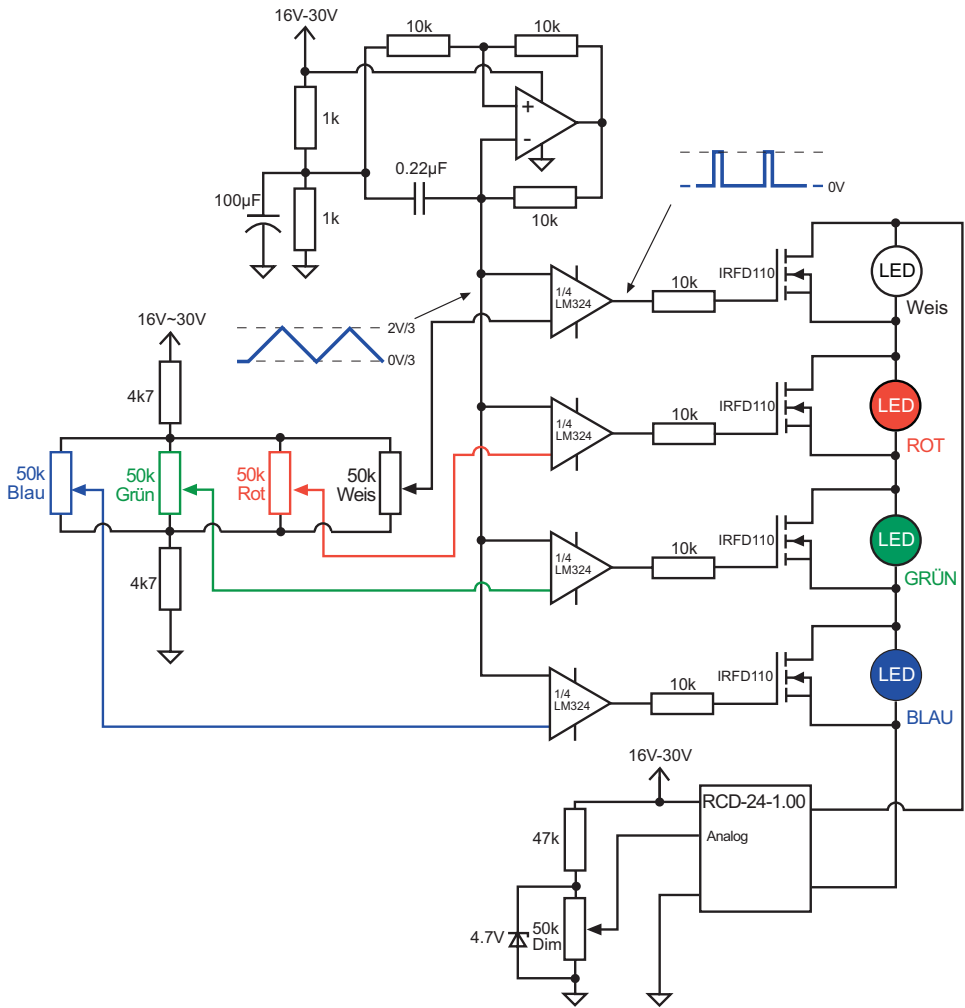 16V-30V
10k
10k
1k
+
-
0.22µF
100µF
1k
10k
0V
1/4
LM324
10k
IRFD110
LED
Weis
2V/3
0V/3
16V~30V
4k7
1/4
LM324
10k
IRFD110
LED
ROT
50k
Blau
50k
Grün
50k
Rot
50k
Weis
1/4
LM324
10k
IRFD110
LED
GRÜN
4k7
1/4
LM324
10k
IRFD110
LED
BLAU
16V-30V
RCD-24-1.00
47k
Analog
4.7V
50k
Dim